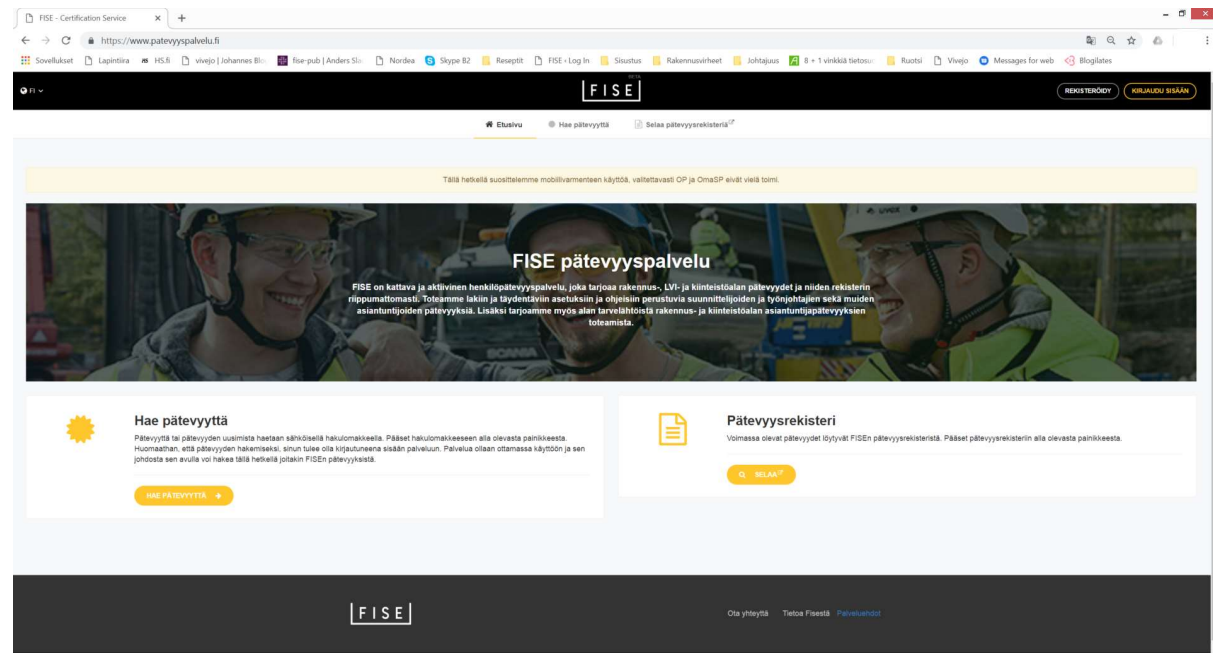 FISE - Certification Service
https://www.patevyyspalvelu.fi
Sovellukset Lapintiira HS HS.fi vivejo | Johannes Blo fise-pub | Anders Sla Nordea Skype B2 Reseptit FISE • Log In Sisustus Rakennusvirheet Johtajuus 8 + 1 vinkkiä tietosu Ruotsi Vivejo Messages for web Blogilates
BETA
FI FISE REKISTERÖIDY KIRJAUDU SISÄÄN
Etusivu Hae pätevyyttä Selaa pätevyysrekisteriä
Tällä hetkellä suosittelemme mobiilivarmenteen käyttöä, valitettavasti OP ja OmaSP eivät vielä toimi.
uvex
FISE pätevyyspalvelu
FISE on kattava ja aktiivinen henkilöpätevyyspalvelu, joka tarjoaa rakennus-, LVI- ja kiinteistöalan pätevyydet ja niiden rekisterin
riippumattomasti. Toteamme lakiin ja täydentäviin asetuksiin ja ohjeisiin perustuvia suunnittelijoiden ja työnjohtajien sekä muiden
asiantuntijoiden pätevyyksiä. Lisäksi tarjoamme myös alan tarvelähtöistä rakennus- ja kiinteistöalan asiantuntijapätevyyksien
toteamista.
SCANIA
Hae pätevyyttä
Pätevyyttä tai pätevyyden uusimista haetaan sähköisellä hakulomakkeella. Pääset hakulomakkeeseen alla olevasta painikkeesta.
Huomaathan, että pätevyyden hakemiseksi, sinun tulee olla kirjautuneena sisään palveluun. Palvelua ollaan ottamassa käyttöön ja sen
johdosta sen avulla voi hakea tällä hetkellä joitakin FISEn pätevyyksistä.
HAE PÄTEVYYTTÄ
Pätevyysrekisteri
Voimassa olevat pätevyydet löytyvät FISEn pätevyysrekisteristä. Pääset pätevyysrekisteriin alla olevasta painikkeesta.
SELAA
FISE
Ota yhteyttä Tietoa Fisestä Palveluehdot